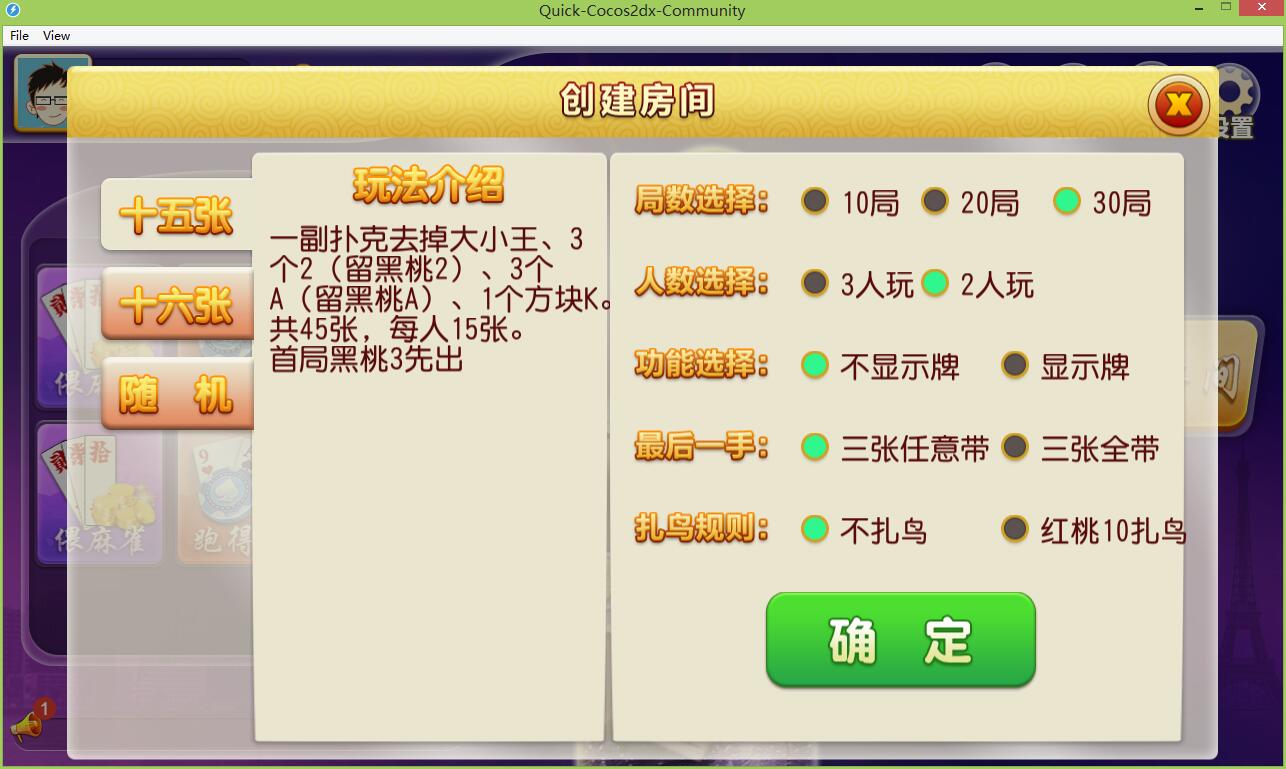 Quick-Cocos2dx-Community
File View
创建房间
设置
十五张
十六张
随 机
玩法介绍
一副扑克去掉大小王、3
个2（留黑桃2）、3个
A（留黑桃A）、1个方块K。
共45张，每人15张。
首局黑桃3先出
局数选择： 10局 20局 30局
人数选择： 3人玩 2人玩
功能选择： 不显示牌 显示牌
最后一手： 三张任意带 三张全带
扎鸟规则： 不扎鸟 红桃10扎鸟
确 定
偎麻雀
跑得
间
1